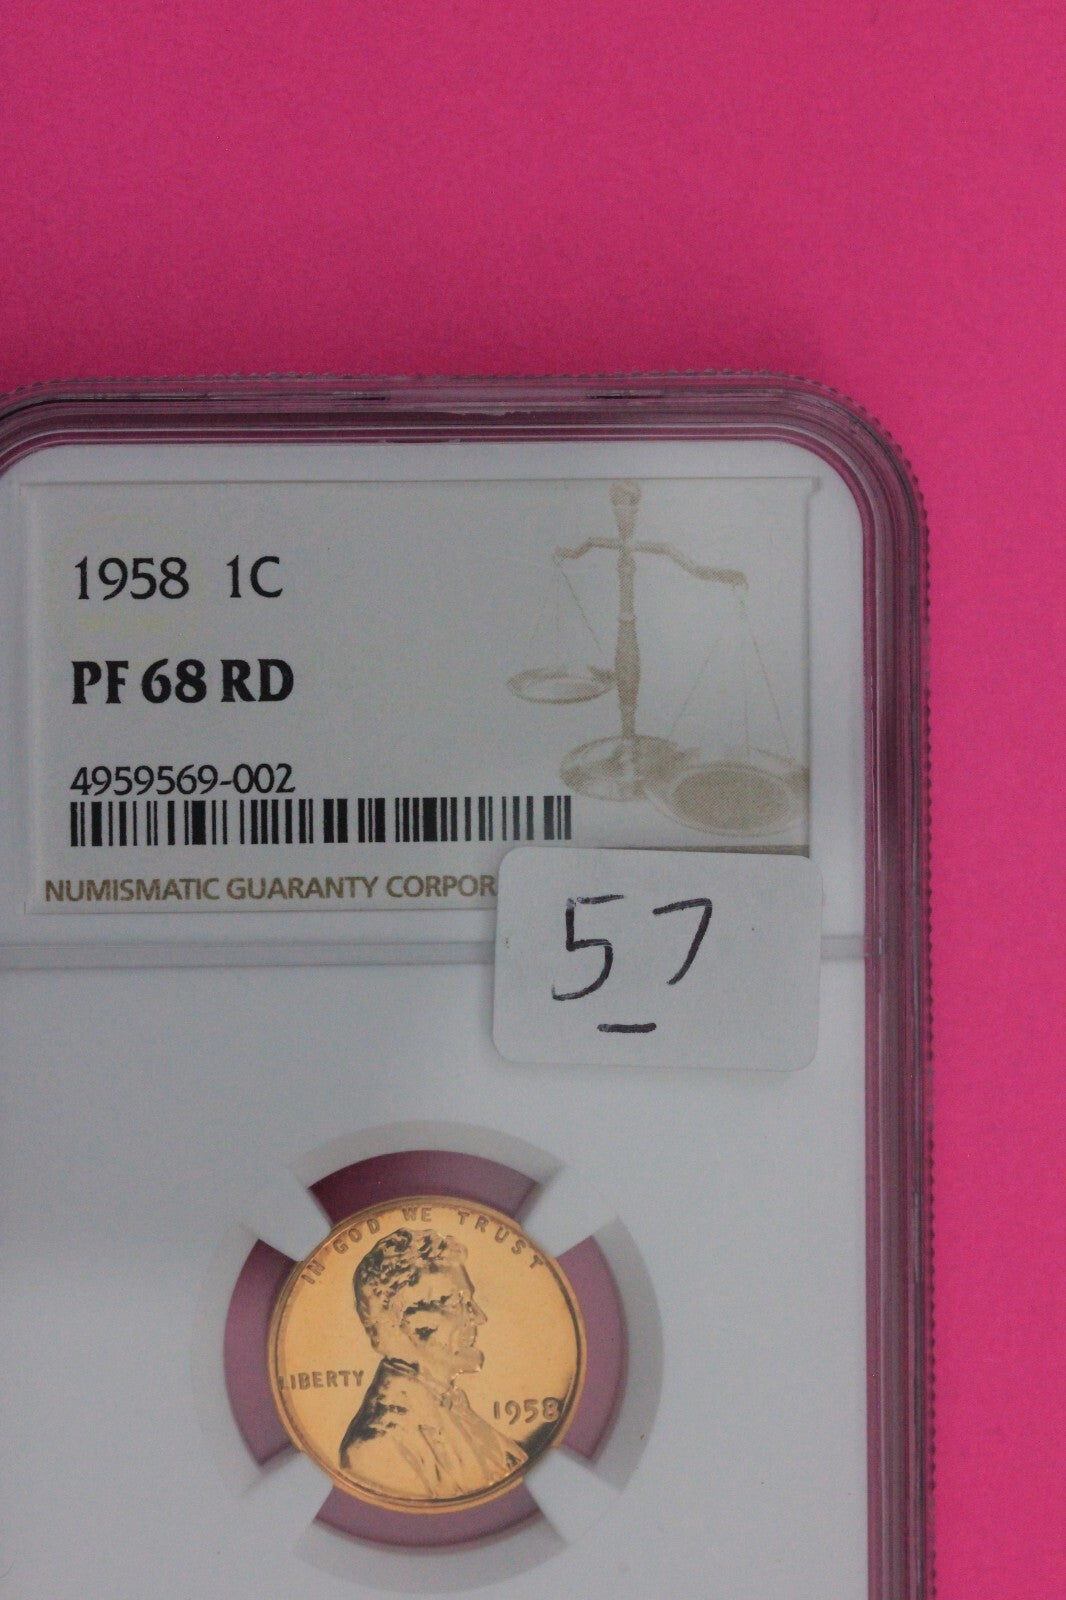 1958 1C
PF 68 RD
4959569-002
NUMISMATIC GUARANTY CORPOR
57
IN GOD WE TRUST
LIBERTY
1958